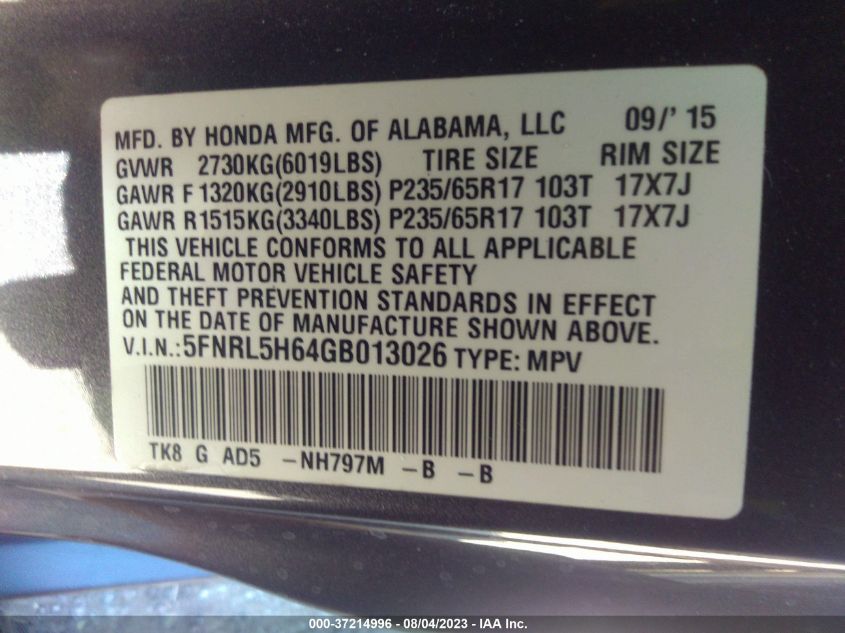 MFD. BY HONDA MFG. OF ALABAMA, LLC 09/' 15
GVWR 2730KG(6019LBS) TIRE SIZE RIM SIZE
GAWR F 1320KG(2910LBS) P235/65R17 103T 17X7J
GAWR R1515KG(3340LBS) P235/65R17 103T 17X7J
THIS VEHICLE CONFORMS TO ALL APPLICABLE
FEDERAL MOTOR VEHICLE SAFETY
AND THEFT PREVENTION STANDARDS IN EFFECT
ON THE DATE OF MANUFACTURE SHOWN ABOVE.
V.I.N.:5FNRL5H64GB013026 TYPE: MPV
TK8 G AD5 -NH797M -B -B
000-37214996 - 08/04/2023 - IAA Inc.